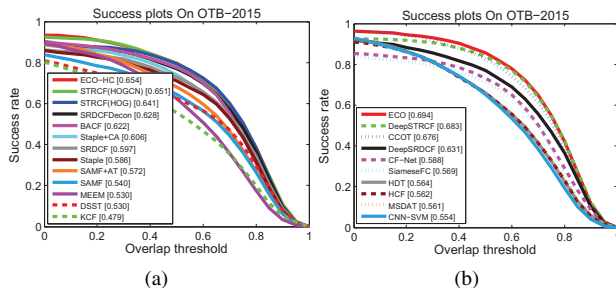 Success plots On OTB−2015
Success rate
1
0.8
0.6
0.4
0.2
0
ECO−HC [0.654]
STRCF(HOGCN) [0.651]
STRCF(HOG) [0.641]
SRDCFDecon [0.628]
BACF [0.622]
Staple+CA [0.606]
SRDCF [0.597]
Staple [0.586]
SAMF+AT [0.572]
SAMF [0.540]
MEEM [0.530]
DSST [0.530]
KCF [0.479]
0 0.2 0.4 0.6 0.8 1
Overlap threshold
(a)
Success plots On OTB−2015
Success rate
1
0.8
0.6
0.4
0.2
0
ECO [0.694]
DeepSTRCF [0.683]
CCOT [0.676]
DeepSRDCF [0.631]
CF−Net [0.588]
SiameseFC [0.569]
HDT [0.564]
HCF [0.562]
MSDAT [0.561]
CNN−SVM [0.554]
0 0.2 0.4 0.6 0.8 1
Overlap threshold
(b)